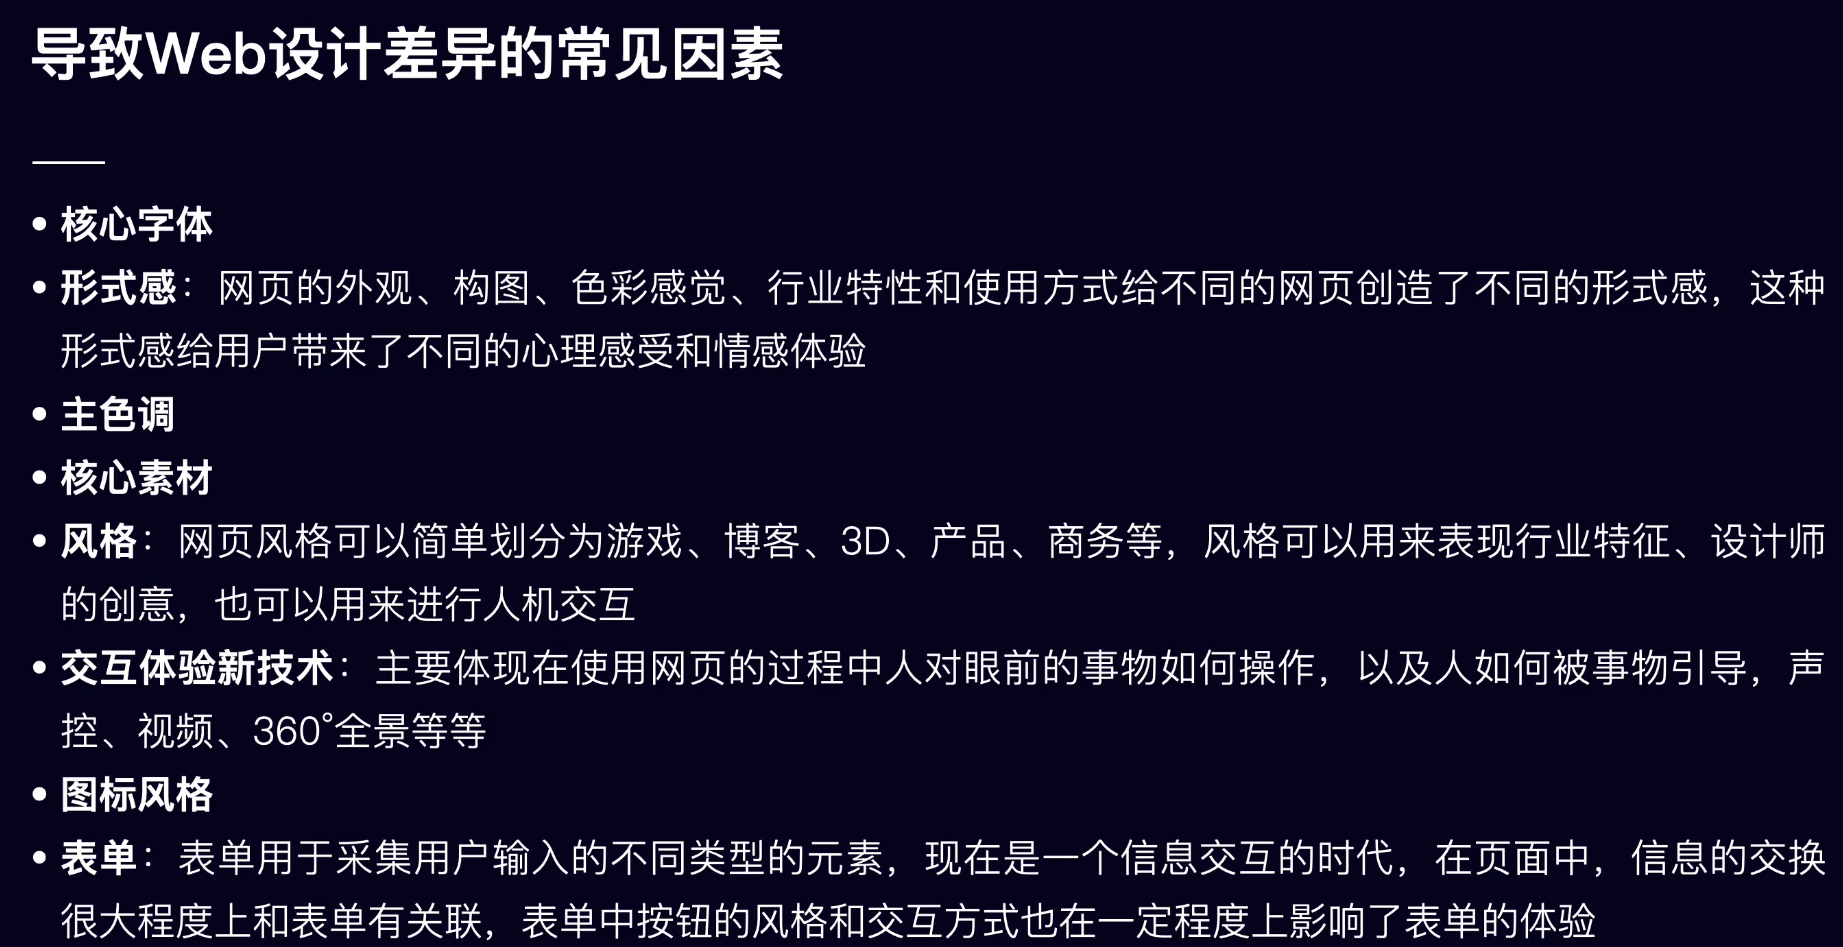 导致Web设计差异的常见因素
• 核心字体
• 形式感：网页的外观、构图、色彩感觉、行业特性和使用方式给不同的网页创造了不同的形式感，这种
形式感给用户带来了不同的心理感受和情感体验
• 主色调
• 核心素材
• 风格：网页风格可以简单划分为游戏、博客、3D、产品、商务等，风格可以用来表现行业特征、设计师
的创意，也可以用来进行人机交互
• 交互体验新技术：主要体现在使用网页的过程中人对眼前的事物如何操作，以及人如何被事物引导，声
控、视频、360°全景等等
• 图标风格
• 表单：表单用于采集用户输入的不同类型的元素，现在是一个信息交互的时代，在页面中，信息的交换
很大程度上和表单有关联，表单中按钮的风格和交互方式也在一定程度上影响了表单的体验